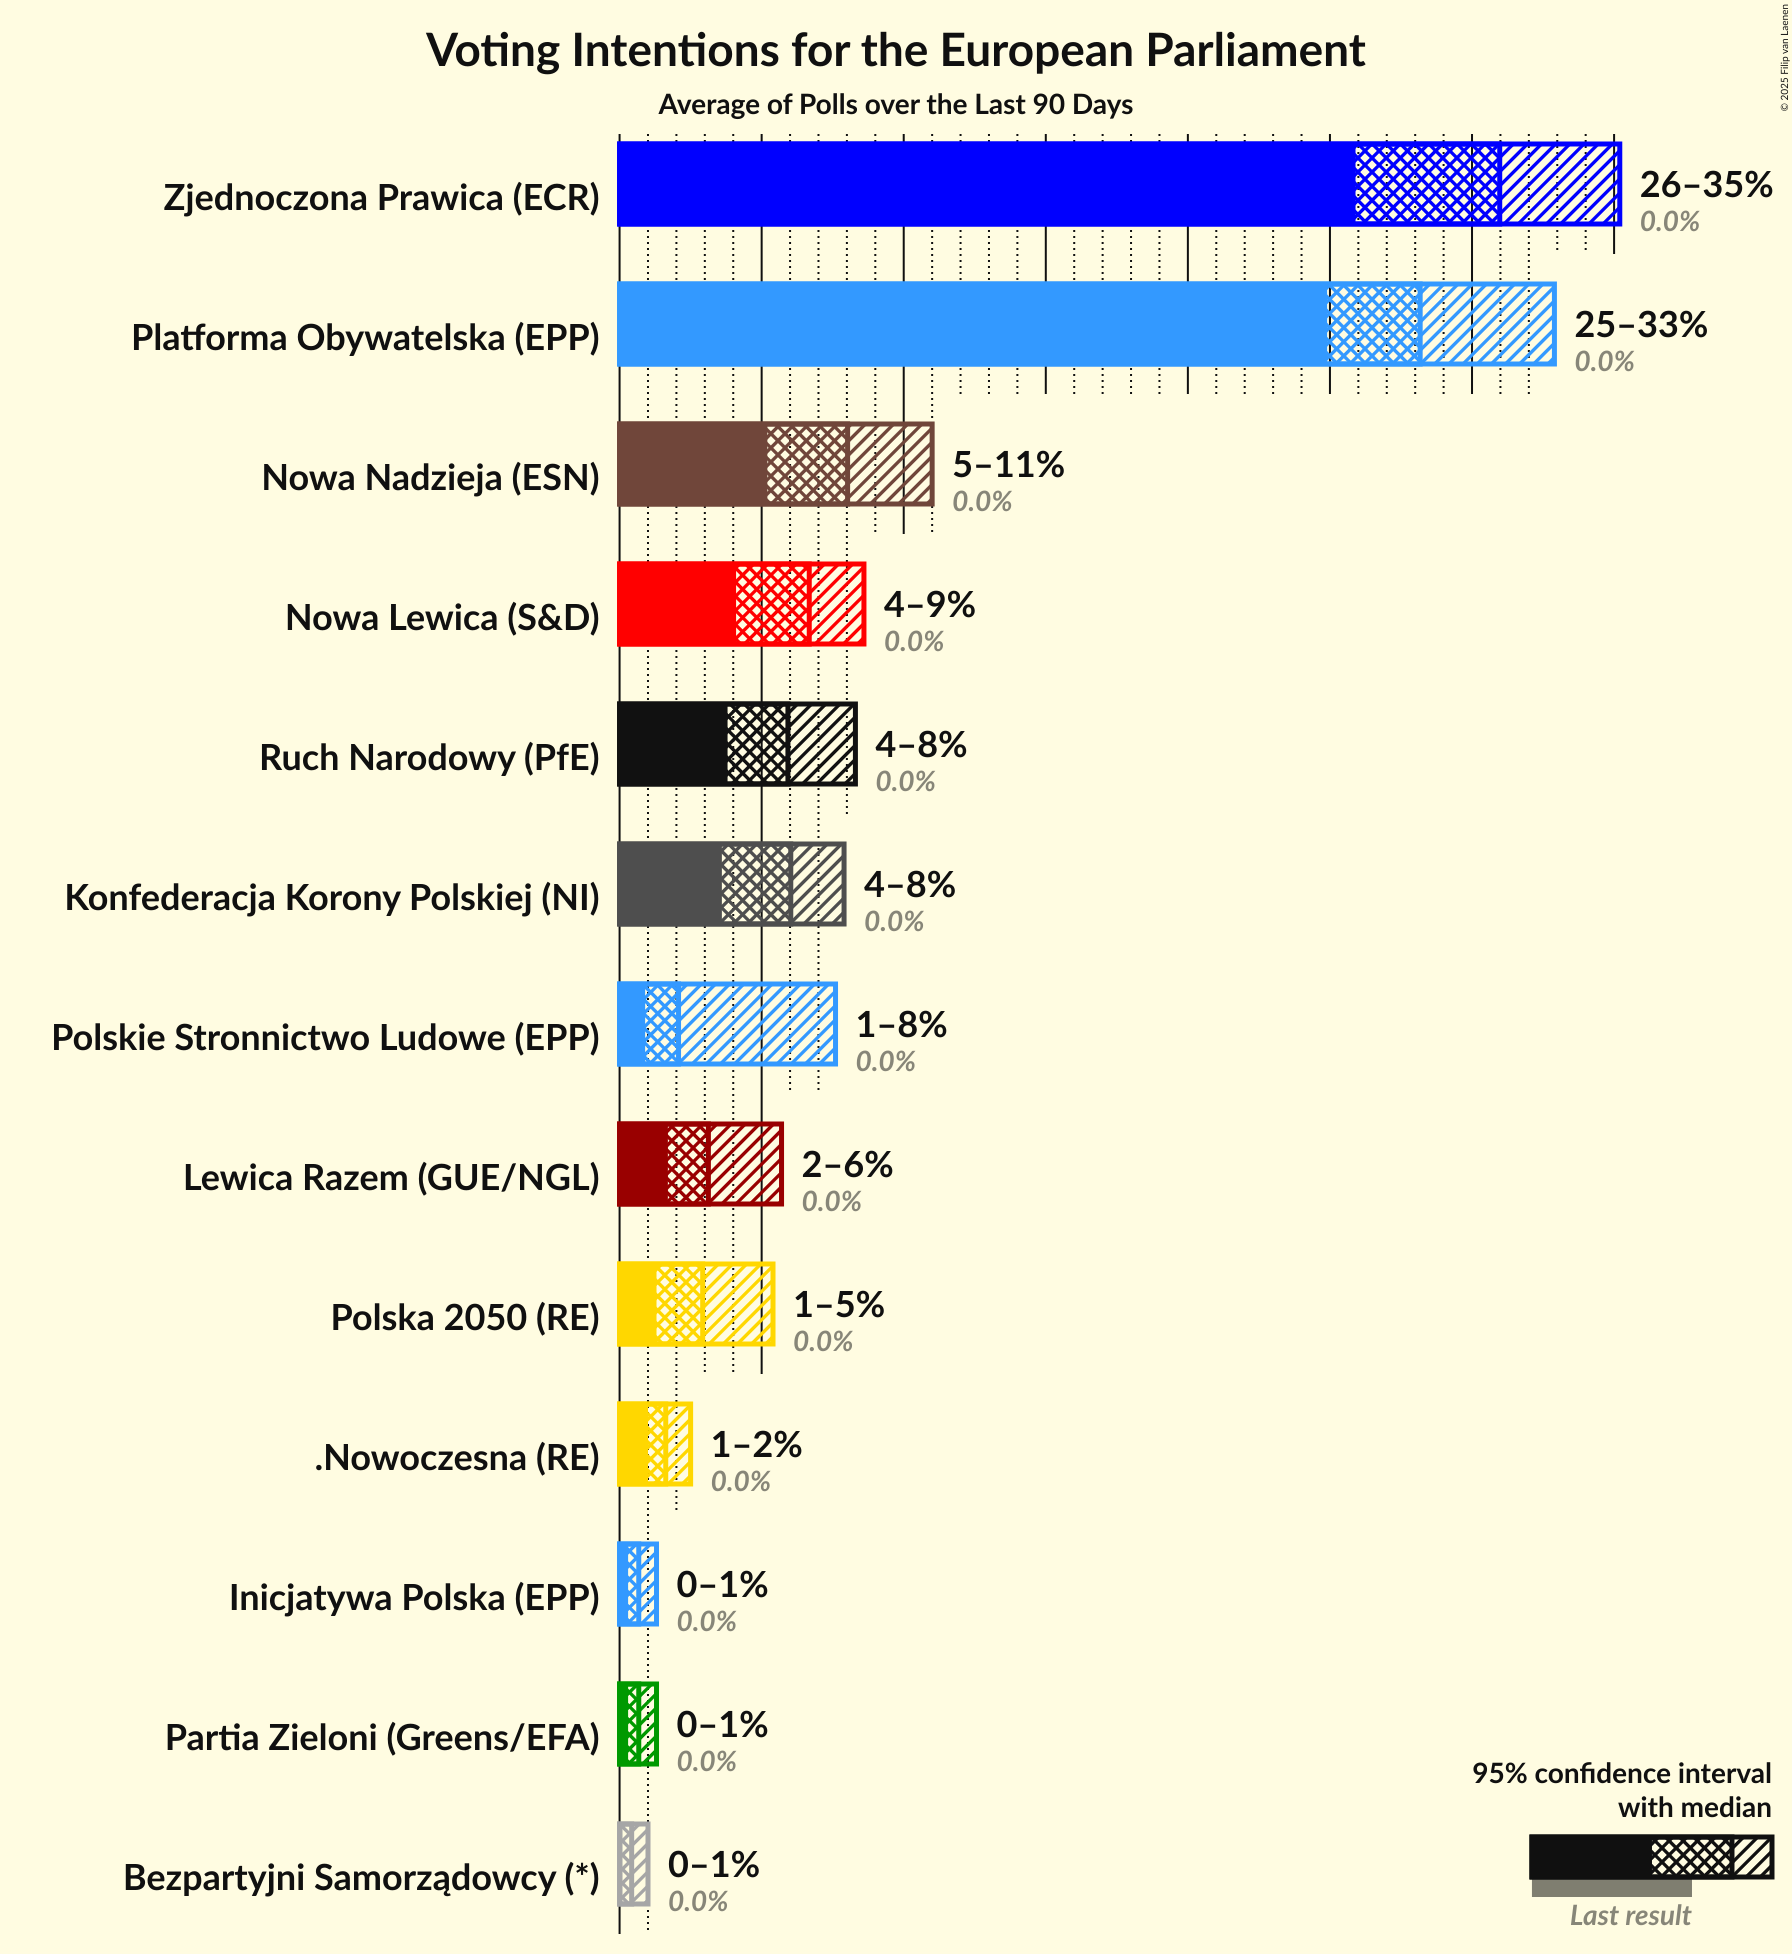 © 2025 Filip van Laenen
Voting Intentions for the European Parliament
Average of Polls over the Last 90 Days
Zjednoczona Prawica (ECR)
26–35%
0.0%
Platforma Obywatelska (EPP)
25–33%
0.0%
Nowa Nadzieja (ESN)
5–11%
0.0%
Nowa Lewica (S&D)
4–9%
0.0%
Ruch Narodowy (PfE)
4–8%
0.0%
Konfederacja Korony Polskiej (NI)
4–8%
0.0%
Polskie Stronnictwo Ludowe (EPP)
1–8%
0.0%
Lewica Razem (GUE/NGL)
2–6%
0.0%
Polska 2050 (RE)
1–5%
0.0%
.Nowoczesna (RE)
1–2%
0.0%
Inicjatywa Polska (EPP)
0–1%
0.0%
Partia Zieloni (Greens/EFA)
0–1%
0.0%
Bezpartyjni Samorządowcy (*)
0–1%
0.0%
95% confidence interval
with median
Last result